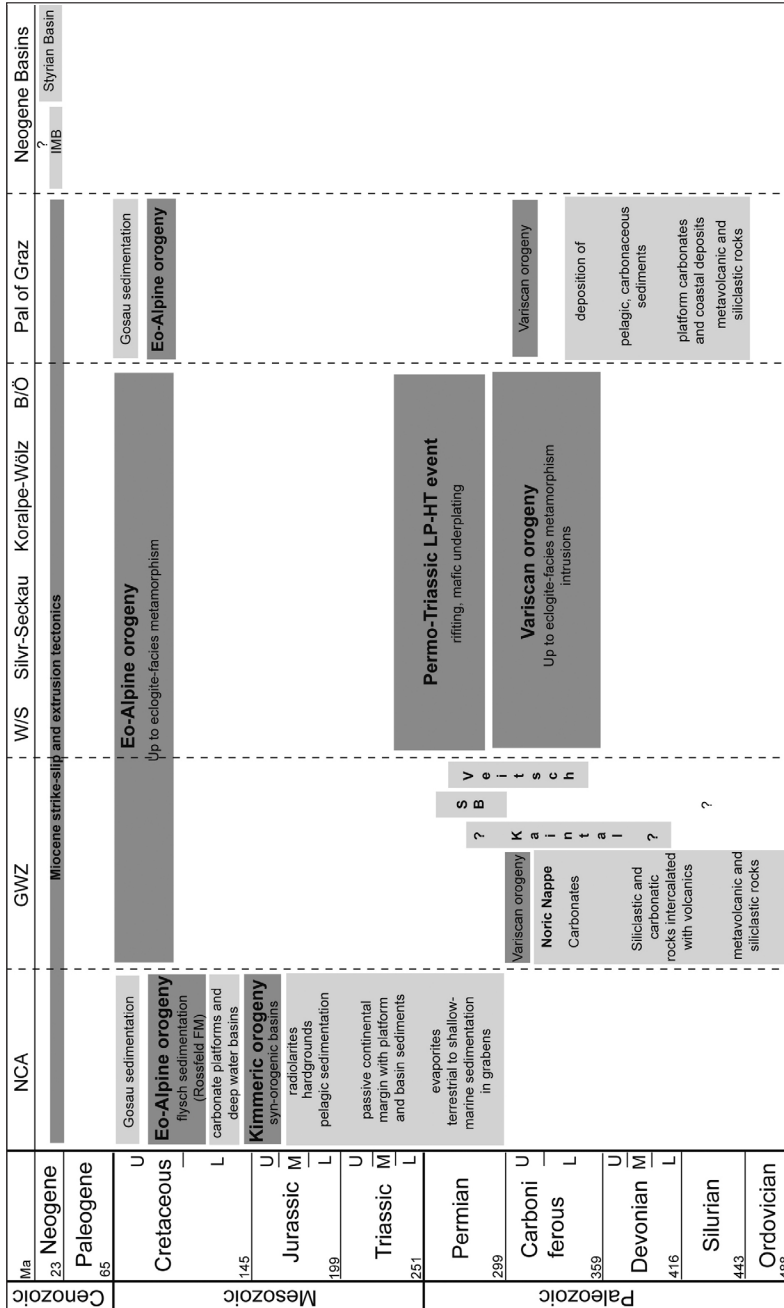 Ma
NCA
GWZ
W/S
Silvr-Seckau
Koralpe-Wölz
B/Ö
Pal of Graz
Neogene Basins
Cenozoic
23
Neogene
65
Paleogene
Mesozoic
145
Cretaceous
U
L
199
Jurassic
U
M
L
251
Triassic
U
M
L
Paleozoic
299
Permian
359
Carboni
ferous
U
L
416
Devonian
U
M
L
443
Silurian
Ordovician
Miocene strike-slip and extrusion tectonics
Gosau sedimentation
Eo-Alpine orogeny
flysch sedimentation
(Rossfeld FM)
carbonate platforms and
deep water basins
Kimmeric orogeny
syn-orogenic basins
radiolarites
hardgrounds
pelagic sedimentation
passive continental
margin with platform
and basin sediments
evaporites
terrestrial to shallow-
marine sedimentation
in grabens
Eo-Alpine orogeny
Up to eclogite-facies metamorphism
Variscan orogeny
Noric Nappe
Carbonates
Siliclastic and
carbonatic
rocks intercalated
with volcanics
metavolcanic and
siliclastic rocks
? Kaintal ?
SB
?
Veitsch
Permo-Triassic LP-HT event
rifiting, mafic underplating
Variscan orogeny
Up to eclogite-facies metamorphism
intrusions
Gosau sedimentation
Eo-Alpine orogeny
Variscan orogeny
deposition of
pelagic, carbonaceous
sediments
platform carbonates
and coastal deposits
metavolcanic and
siliclastic rocks
?
IMB
Styrian Basin